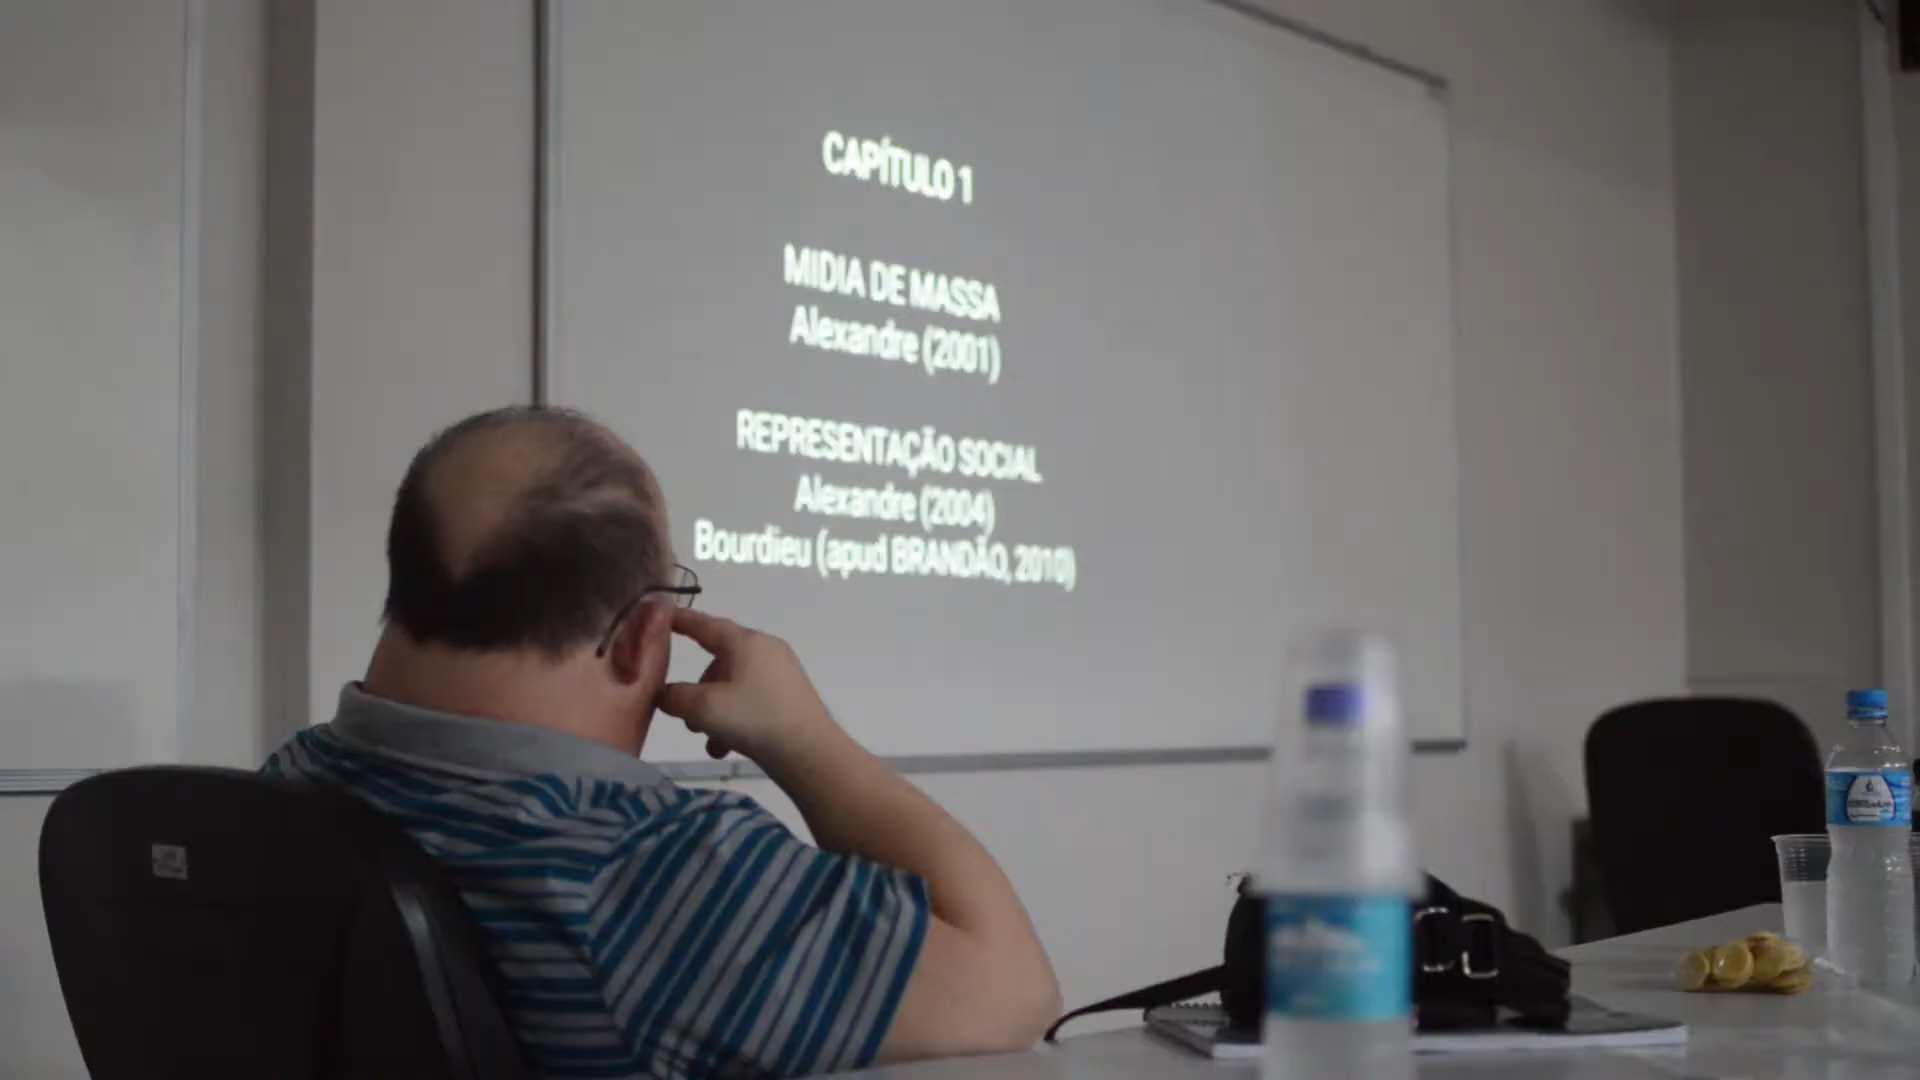 CAPÍTULO 1
MIDIA DE MASSA
Alexandre (2001)
REPRESENTAÇÃO SOCIAL
Alexandre (2004)
Bourdieu (apud BRANDÃO, 2010)